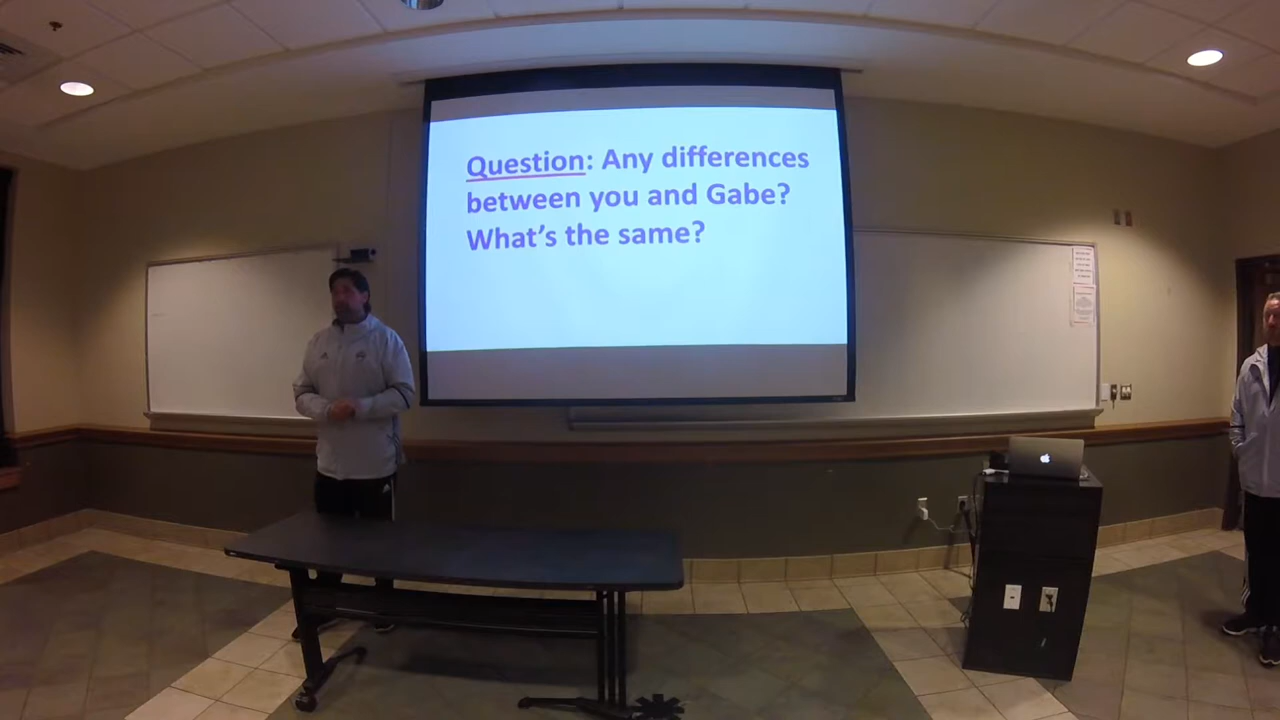 Question: Any differences
between you and Gabe?
What's the same?